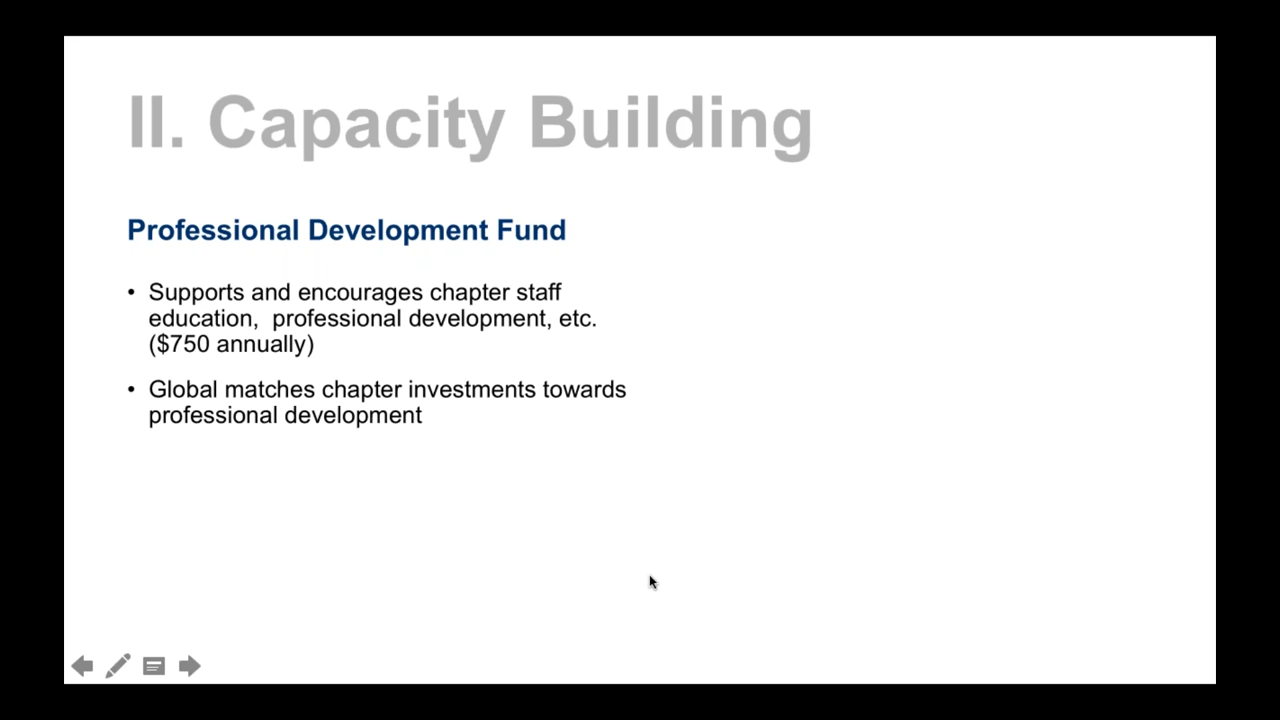 II. Capacity Building
Professional Development Fund
• Supports and encourages chapter staff
education,  professional development, etc.
($750 annually)
• Global matches chapter investments towards
professional development